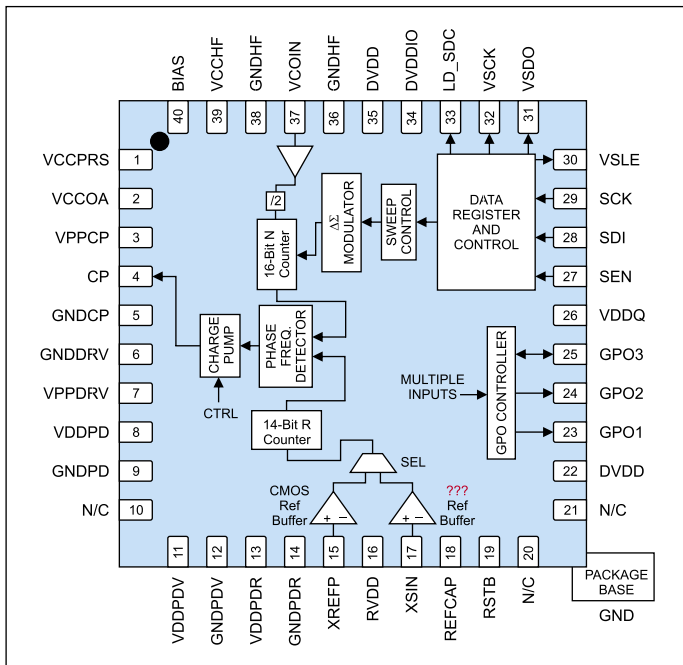 BIAS
VCCHF
GNDHF
VCOIN
GNDHF
DVDD
DVDDIO
LD_SDC
VSCK
VSDO
40
39
38
37
36
35
34
33
32
31
VCCPRS
1
VCCOA
2
VPPCP
3
CP
4
GNDCP
5
GNDDRV
6
VPPDRV
7
VDDPD
8
GNDPD
9
N/C
10
/2
16-Bit N
Counter
ΔΣ
MODULATOR
SWEEP
CONTROL
DATA
REGISTER
AND
CONTROL
CHARGE
PUMP
CTRL
PHASE
FREQ.
DETECTOR
14-Bit R
Counter
SEL
CMOS
Ref
Buffer
+ −
???
Ref
Buffer
+ −
MULTIPLE
INPUTS
GPO CONTROLLER
30
VSLE
29
SCK
28
SDI
27
SEN
26
VDDQ
25
GPO3
24
GPO2
23
GPO1
22
DVDD
21
N/C
11
12
13
14
15
16
17
18
19
20
VDDPDV
GNDPDV
VDDPDR
GNDPDR
XREFP
RVDD
XSIN
REFCAP
RSTB
N/C
PACKAGE
BASE
GND